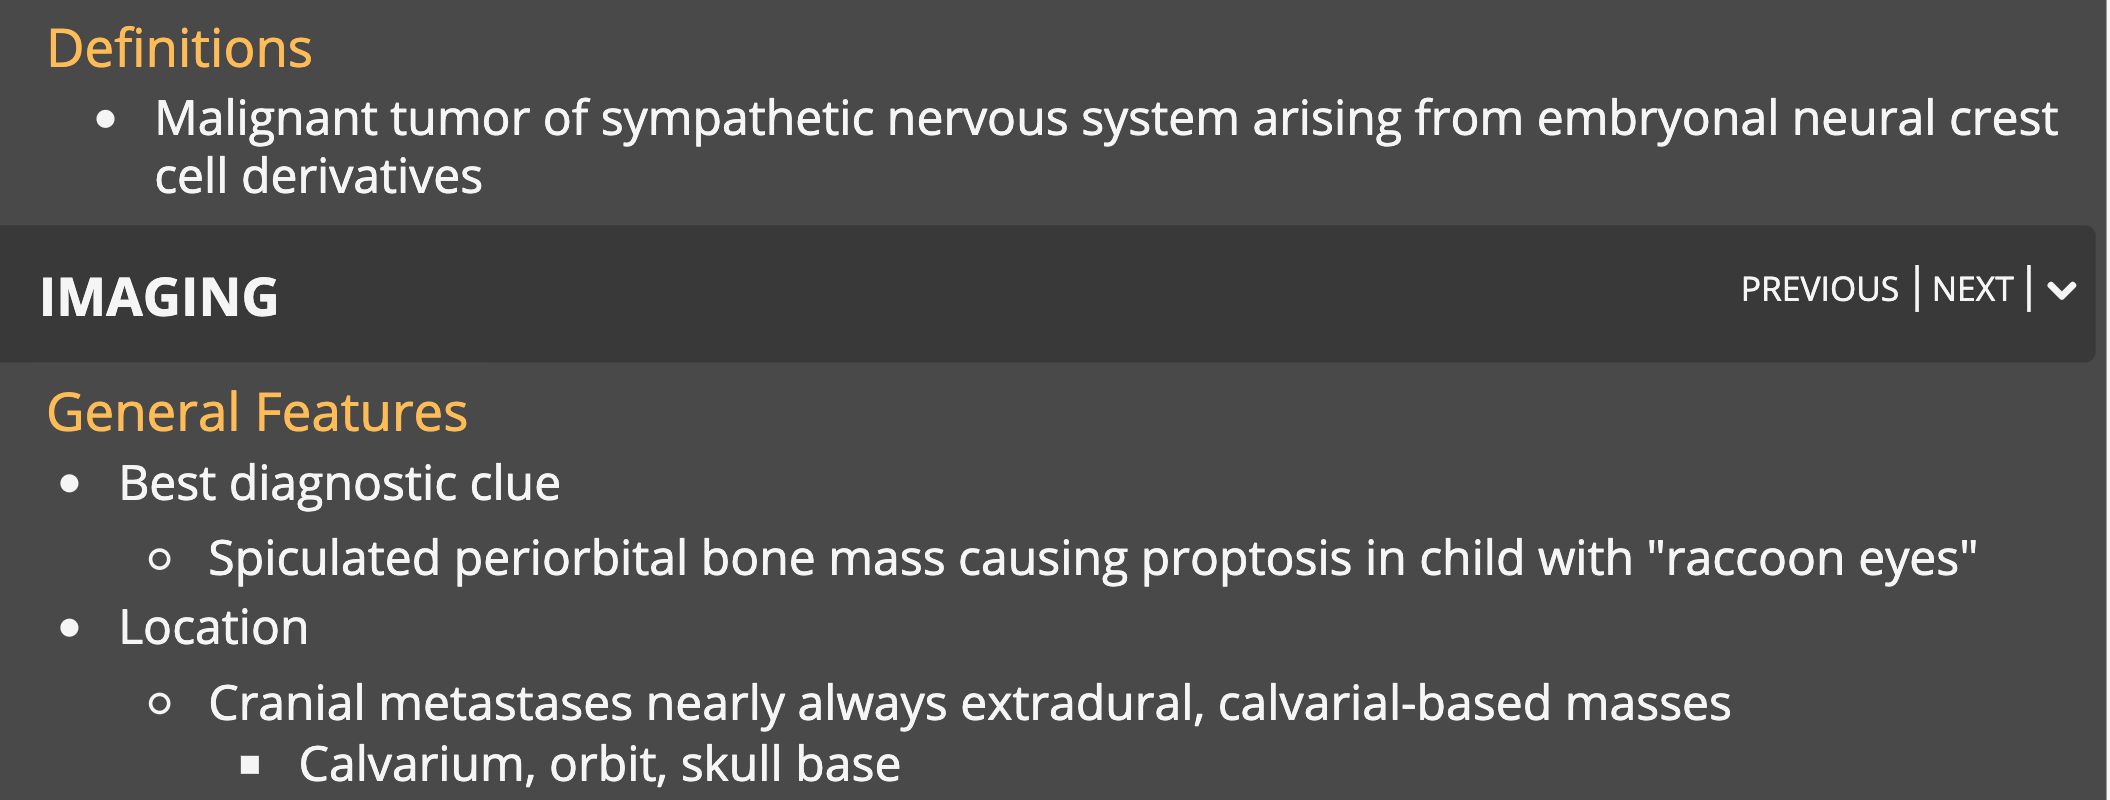 Definitions
• Malignant tumor of sympathetic nervous system arising from embryonal neural crest
cell derivatives
IMAGING
PREVIOUS | NEXT |
General Features
• Best diagnostic clue
○ Spiculated periorbital bone mass causing proptosis in child with "raccoon eyes"
• Location
○ Cranial metastases nearly always extradural, calvarial-based masses
▪ Calvarium, orbit, skull base